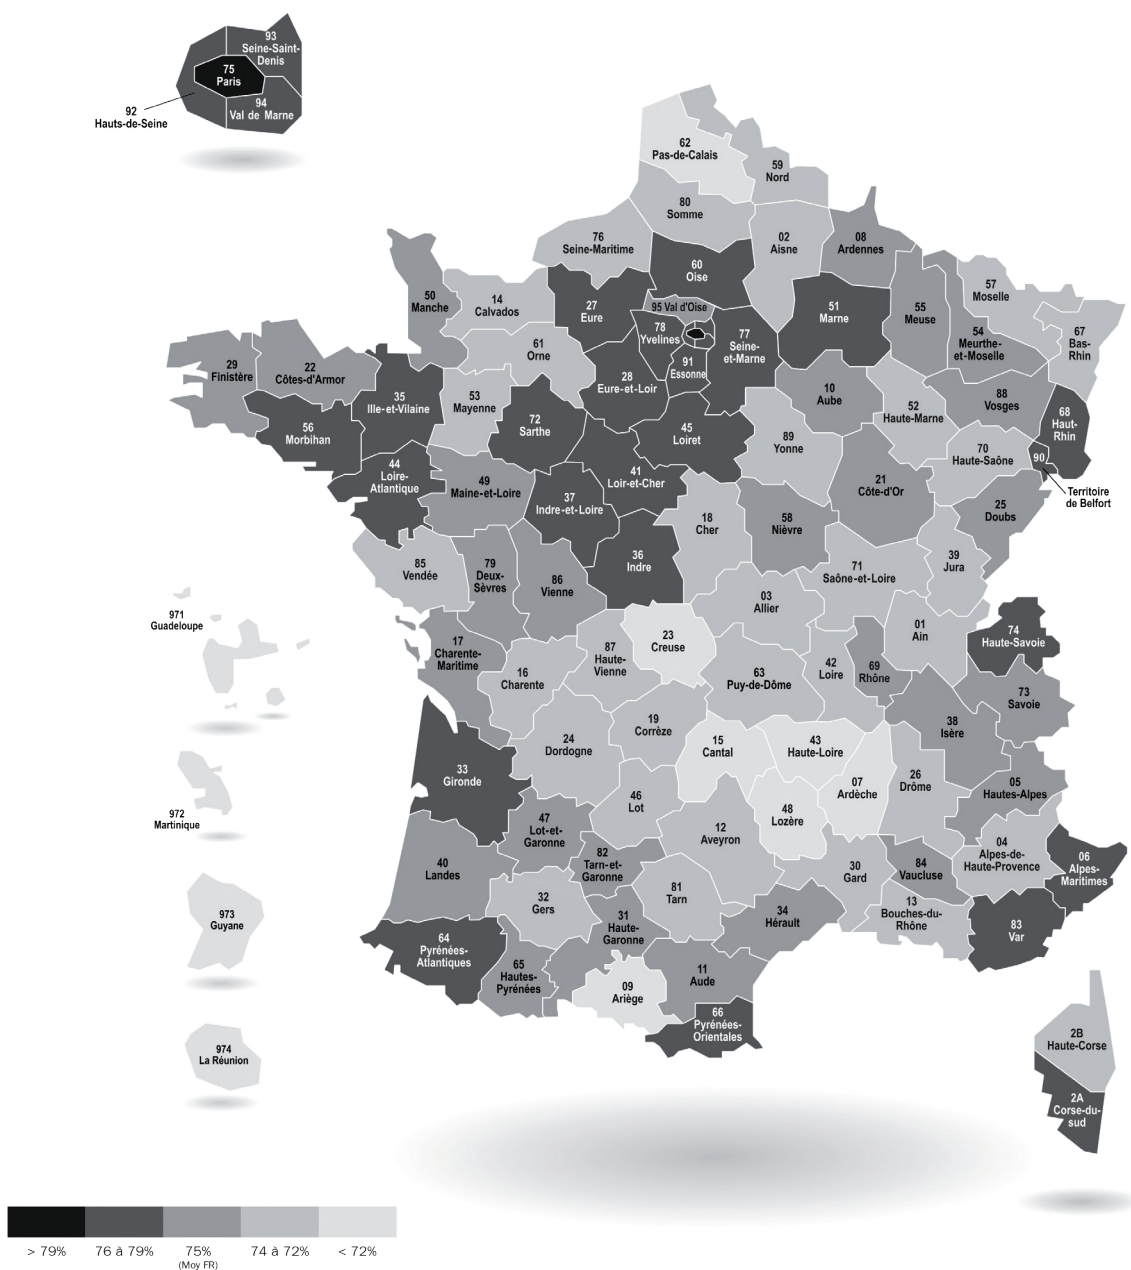 93
Seine-Saint-
Denis
75
Paris
94
Val de Marne
92
Hauts-de-Seine
62
Pas-de-Calais
59
Nord
80
Somme
76
Seine-Maritime
02
Aisne
08
Ardennes
60
Oise
50
Manche
14
Calvados
27
Eure
95 Val d'Oise
51
Marne
55
Meuse
57
Moselle
78
Yvelines
77
Seine-
et-Marne
54
Meurthe-
et-Moselle
67
Bas-
Rhin
61
Orne
91
Essonne
29
Finistère
22
Côtes-d'Armor
28
Eure-et-Loir
35
Ille-et-Vilaine
53
Mayenne
10
Aube
88
Vosges
52
Haute-Marne
68
Haut-
Rhin
56
Morbihan
72
Sarthe
45
Loiret
89
Yonne
70
Haute-Saône
90
Territoire
de Belfort
44
Loire-
Atlantique
49
Maine-et-Loire
41
Loir-et-Cher
21
Côte-d'Or
37
Indre-et-Loire
18
Cher
58
Nièvre
25
Doubs
85
Vendée
79
Deux-
Sèvres
86
Vienne
36
Indre
71
Saône-et-Loire
39
Jura
03
Allier
971
Guadeloupe
17
Charente-
Maritime
87
Haute-
Vienne
23
Creuse
01
Ain
74
Haute-Savoie
16
Charente
63
Puy-de-Dôme
42
Loire
69
Rhône
73
Savoie
19
Corrèze
38
Isère
24
Dordogne
15
Cantal
43
Haute-Loire
33
Gironde
07
Ardèche
26
Drôme
05
Hautes-Alpes
46
Lot
48
Lozère
972
Martinique
47
Lot-et-
Garonne
12
Aveyron
04
Alpes-de-
Haute-Provence
06
Alpes-
Maritimes
40
Landes
82
Tarn-et-
Garonne
30
Gard
84
Vaucluse
32
Gers
81
Tarn
13
Bouches-du-
Rhône
973
Guyane
31
Haute-
Garonne
34
Hérault
83
Var
64
Pyrénées-
Atlantiques
65
Hautes-
Pyrénées
11
Aude
09
Ariège
66
Pyrénées-
Orientales
2B
Haute-Corse
974
La Réunion
2A
Corse-du-
sud
> 79%
76 à 79%
75%
(Moy FR)
74 à 72%
< 72%